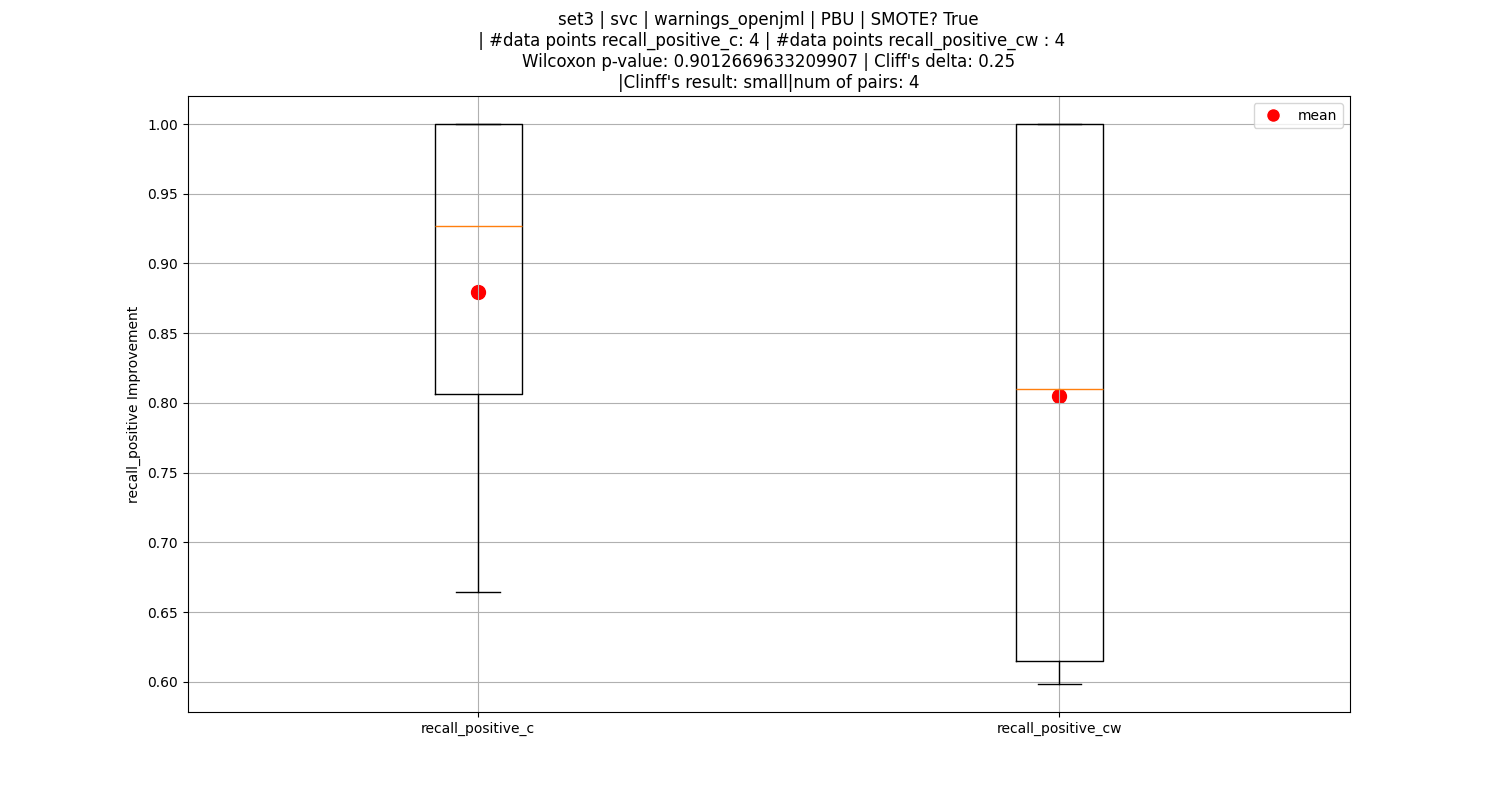 set3 | svc | warnings_openjml | PBU | SMOTE? True
| #data points recall_positive_c: 4 | #data points recall_positive_cw : 4
Wilcoxon p-value: 0.9012669633209907 | Cliff's delta: 0.25
|Clinff's result: small|num of pairs: 4
mean
1.00
0.95
0.90
0.85
0.80
0.75
0.70
0.65
0.60
recall_positive Improvement
recall_positive_c
recall_positive_cw